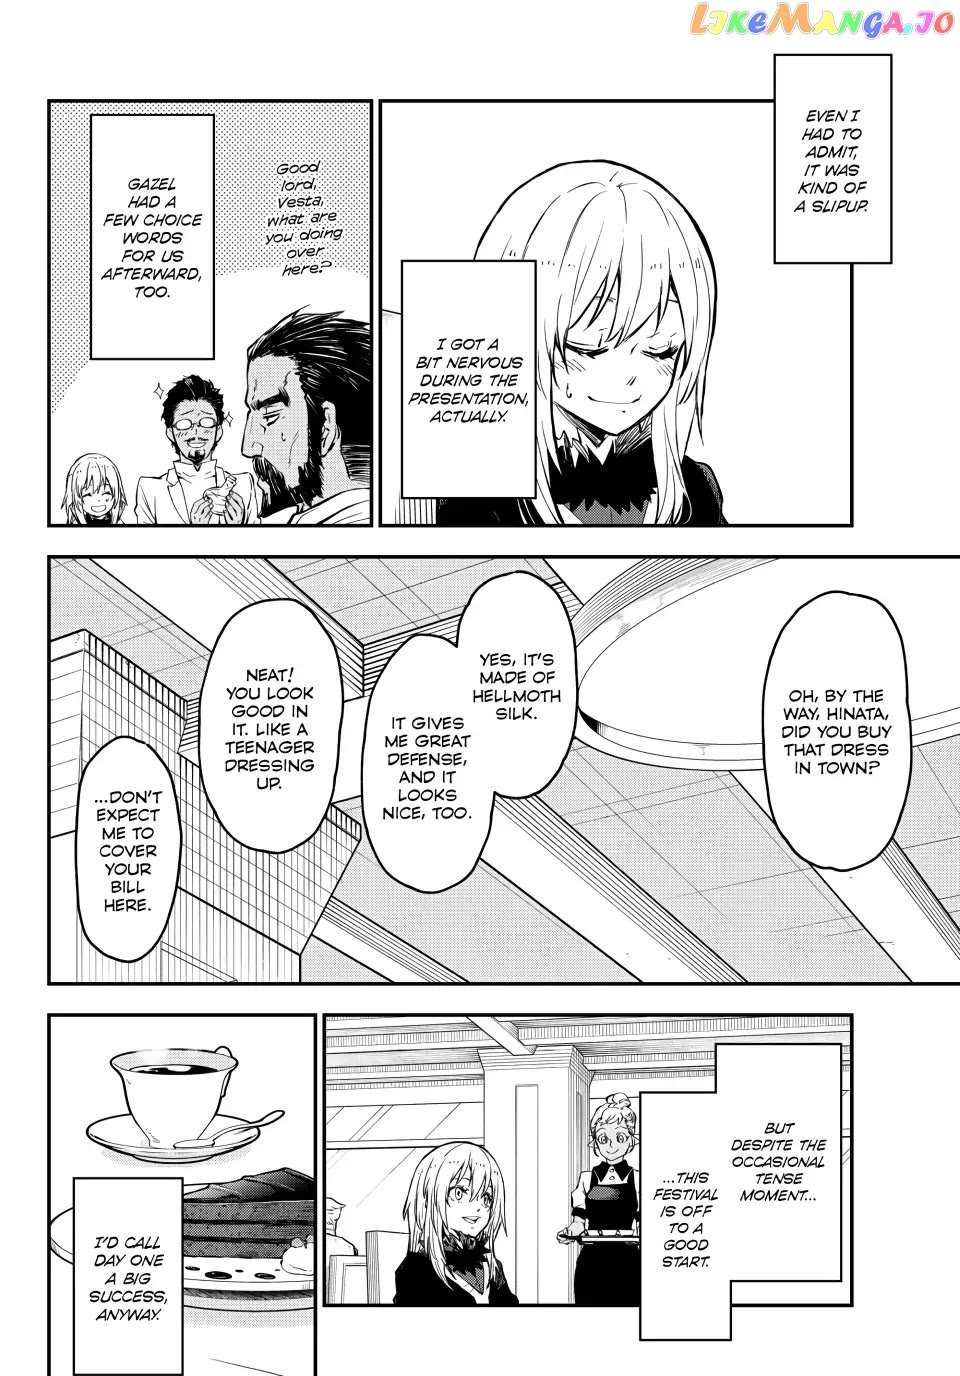 LIKEMANGA.IO
EVEN I
HAD TO
ADMIT,
IT WAS
KIND OF
A SLIPUP.
I GOT A
BIT NERVOUS
DURING THE
PRESENTATION,
ACTUALLY.
Good
lord,
Vesta,
what are
you doing
over
here?
GAZEL
HAD A
FEW CHOICE
WORDS
FOR US
AFTERWARD,
TOO.
OH, BY THE
WAY, HINATA,
DID YOU BUY
THAT DRESS
IN TOWN?
YES, IT'S
MADE OF
HELLMOTH
SILK.
IT GIVES
ME GREAT
DEFENSE,
AND IT
LOOKS
NICE, TOO.
NEAT!
YOU LOOK
GOOD IN
IT. LIKE A
TEENAGER
DRESSING
UP.
...DON'T
EXPECT
ME TO
COVER
YOUR
BILL
HERE.
BUT
DESPITE THE
OCCASIONAL
TENSE
MOMENT...
...THIS
FESTIVAL
IS OFF
TO A
GOOD
START.
I'D CALL
DAY ONE
A BIG
SUCCESS,
ANYWAY.